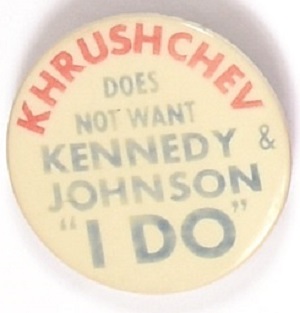 KHRUSHCHEV
DOES
NOT WANT
KENNEDY &
JOHNSON
"I DO"